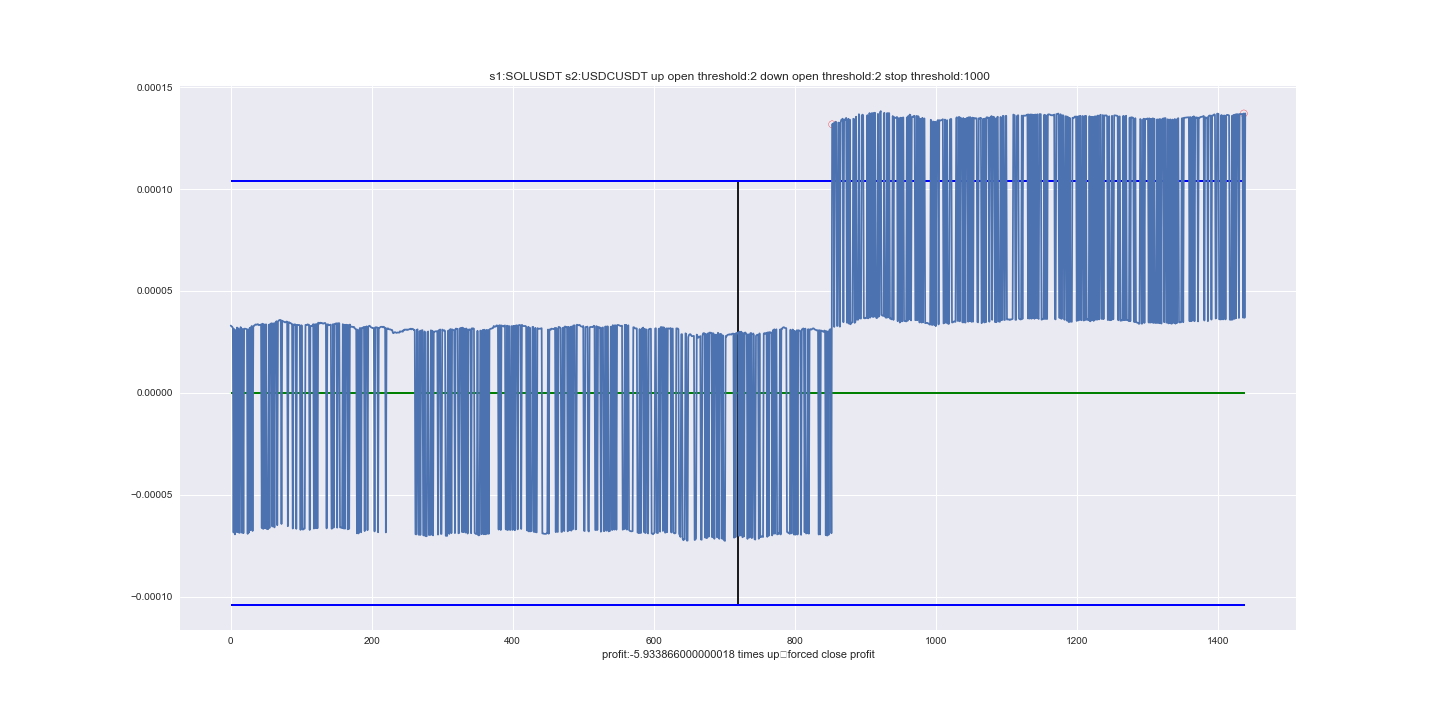 s1:SOLUSDT s2:USDCUSDT up open threshold:2 down open threshold:2 stop threshold:1000
0.00015
0.00010
0.00005
0.00000
−0.00005
−0.00010
0 200 400 600 800 1000 1200 1400
profit:-5.933866000000018 times up□forced close profit